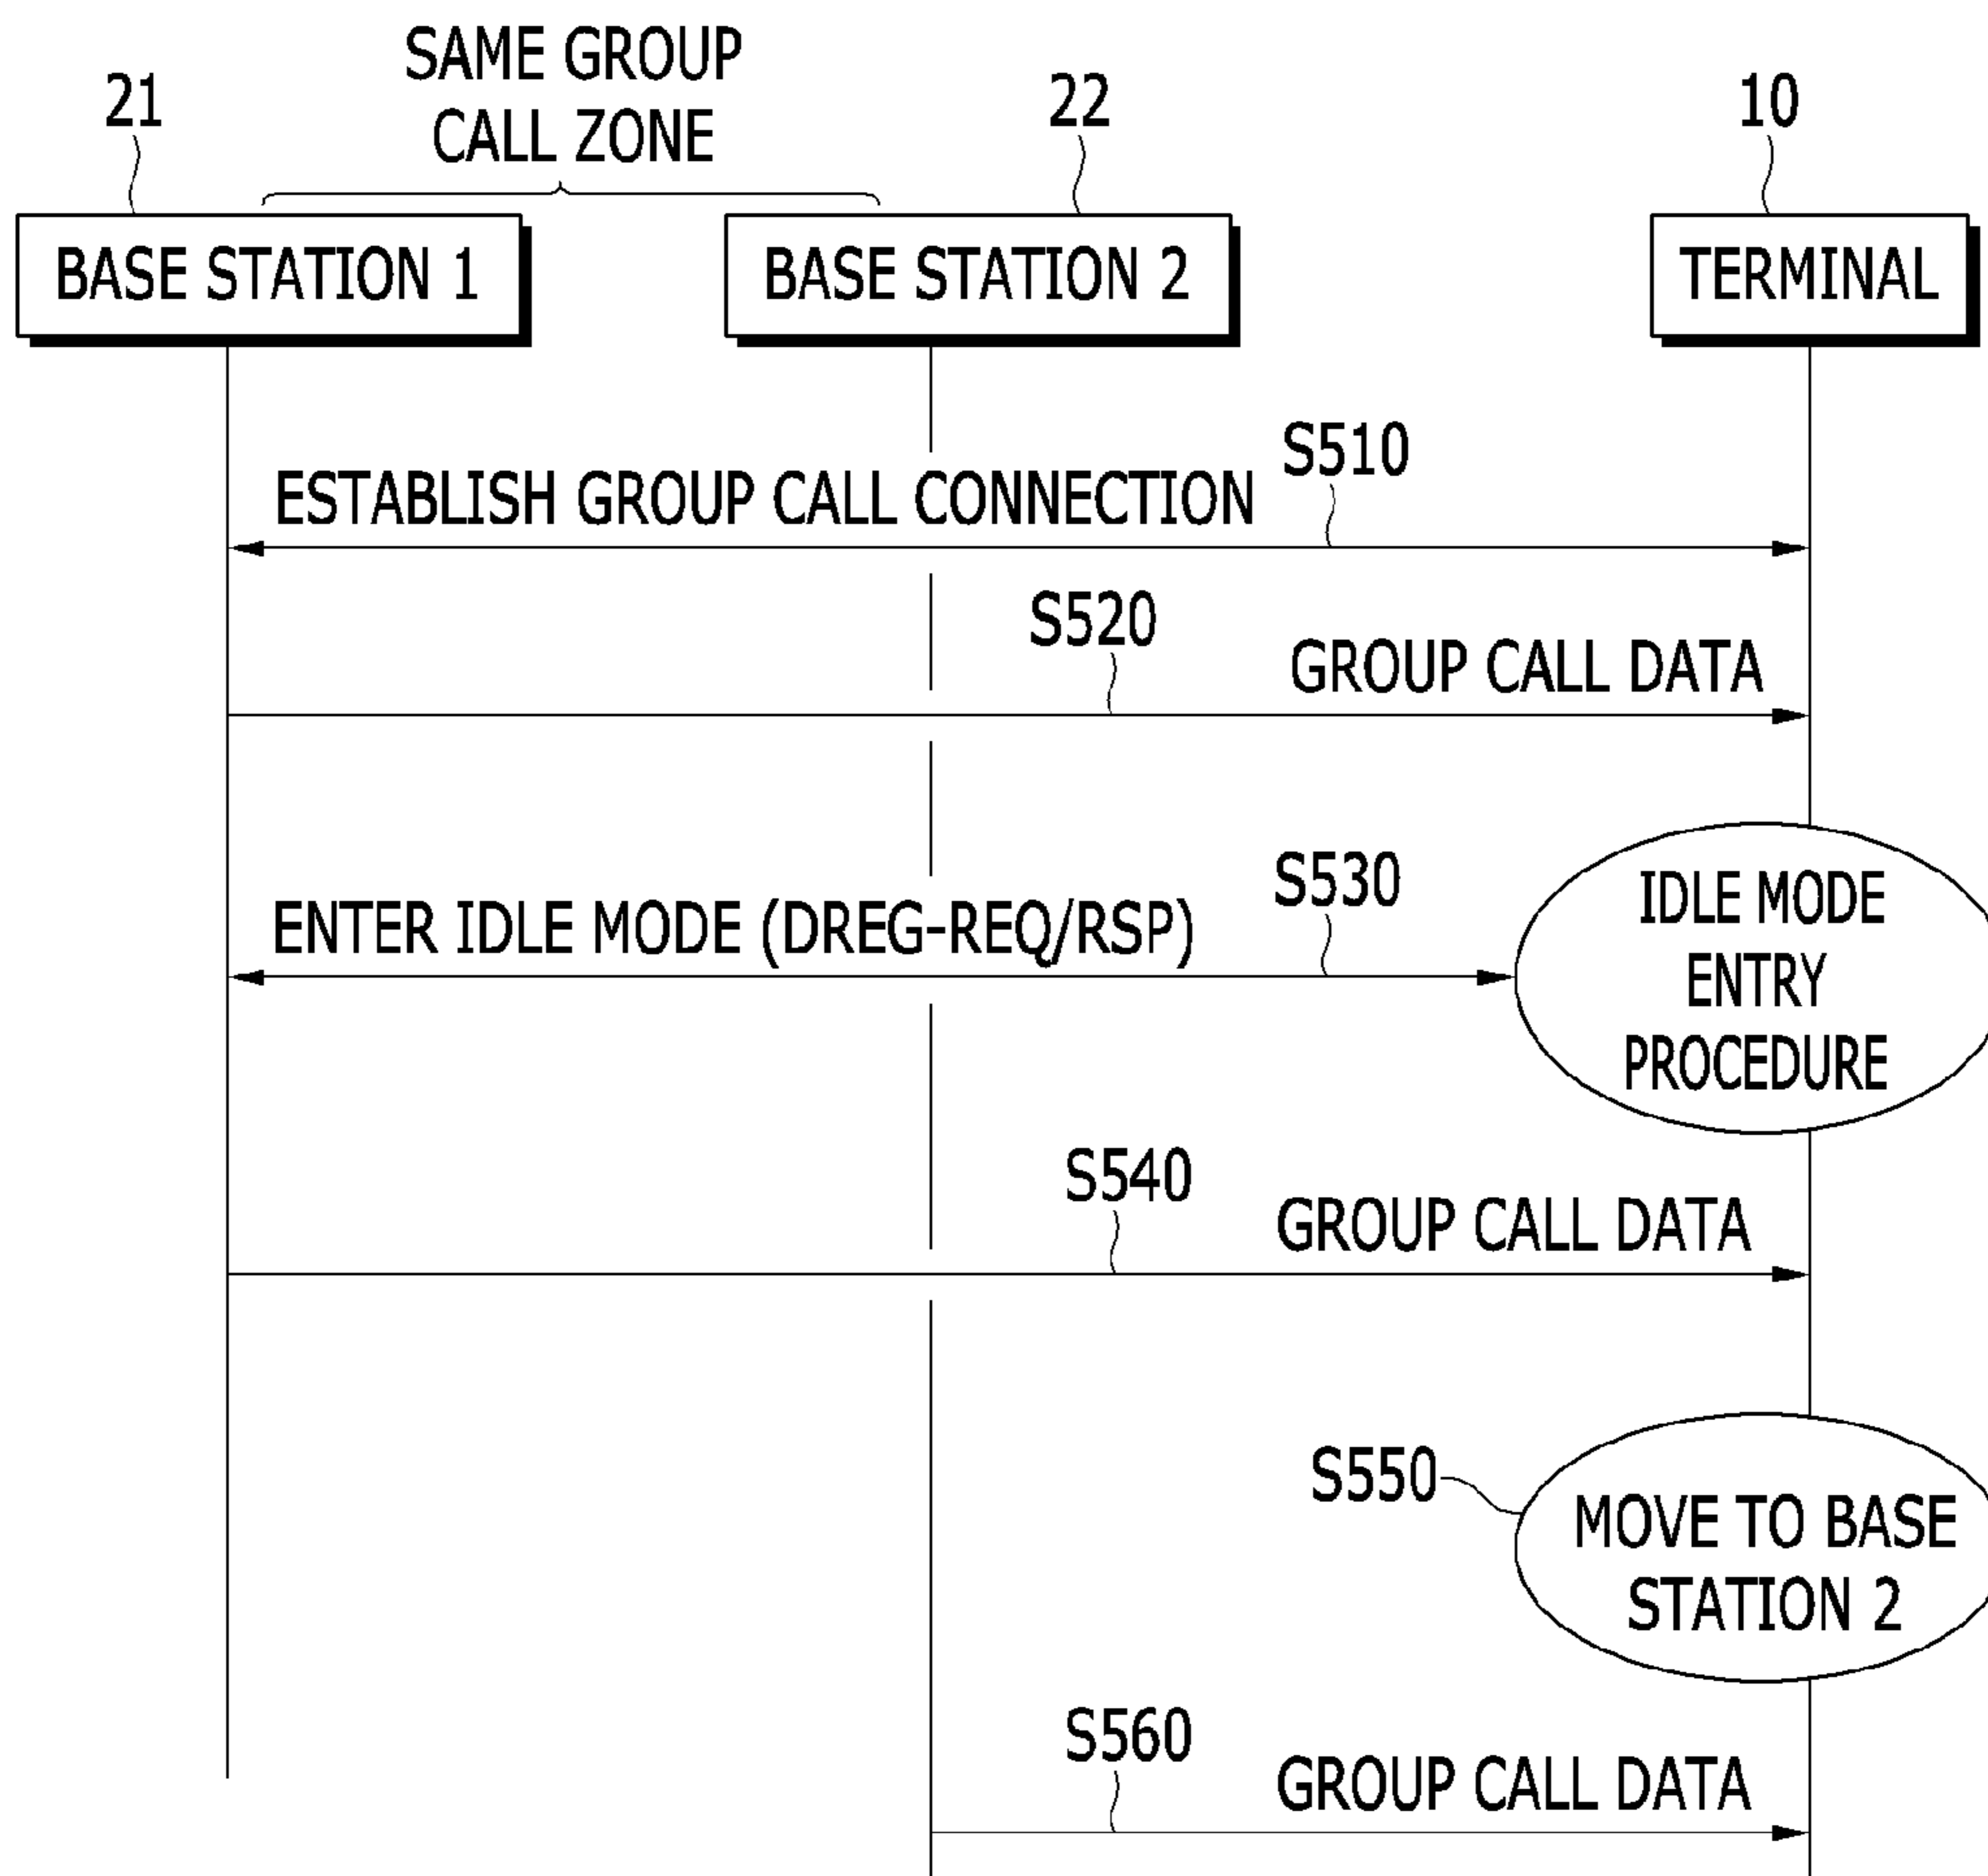 SAME GROUP
CALL ZONE
21
22
10
BASE STATION 1
BASE STATION 2
TERMINAL
S510
ESTABLISH GROUP CALL CONNECTION
S520
GROUP CALL DATA
S530
ENTER IDLE MODE (DREG-REQ/RSP)
IDLE MODE
ENTRY
PROCEDURE
S540
GROUP CALL DATA
S550
MOVE TO BASE
STATION 2
S560
GROUP CALL DATA